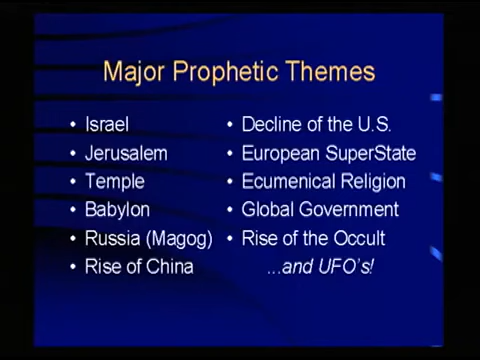 Major Prophetic Themes
• Israel
• Jerusalem
• Temple
• Babylon
• Russia (Magog)
• Rise of China
• Decline of the U.S.
• European SuperState
• Ecumenical Religion
• Global Government
• Rise of the Occult
...and UFO's!